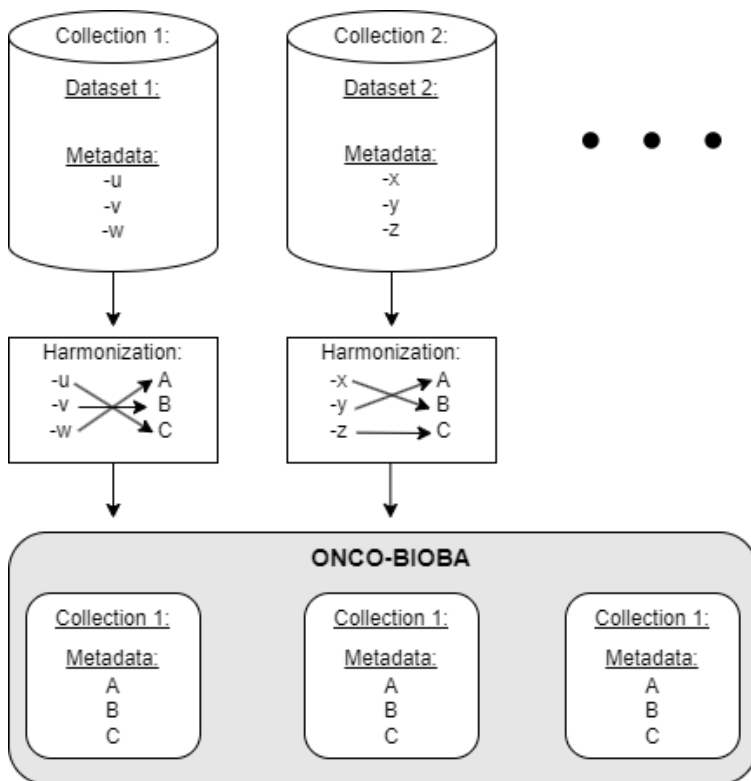 Collection 1:
Dataset 1:
Metadata:
-u
-v
-w
Collection 2:
Dataset 2:
Metadata:
-x
-y
-z
Harmonization:
-u A
-v B
-w C
Harmonization:
-x A
-y B
-z C
ONCO-BIOBA
Collection 1:
Metadata:
A
B
C
Collection 1:
Metadata:
A
B
C
Collection 1:
Metadata:
A
B
C